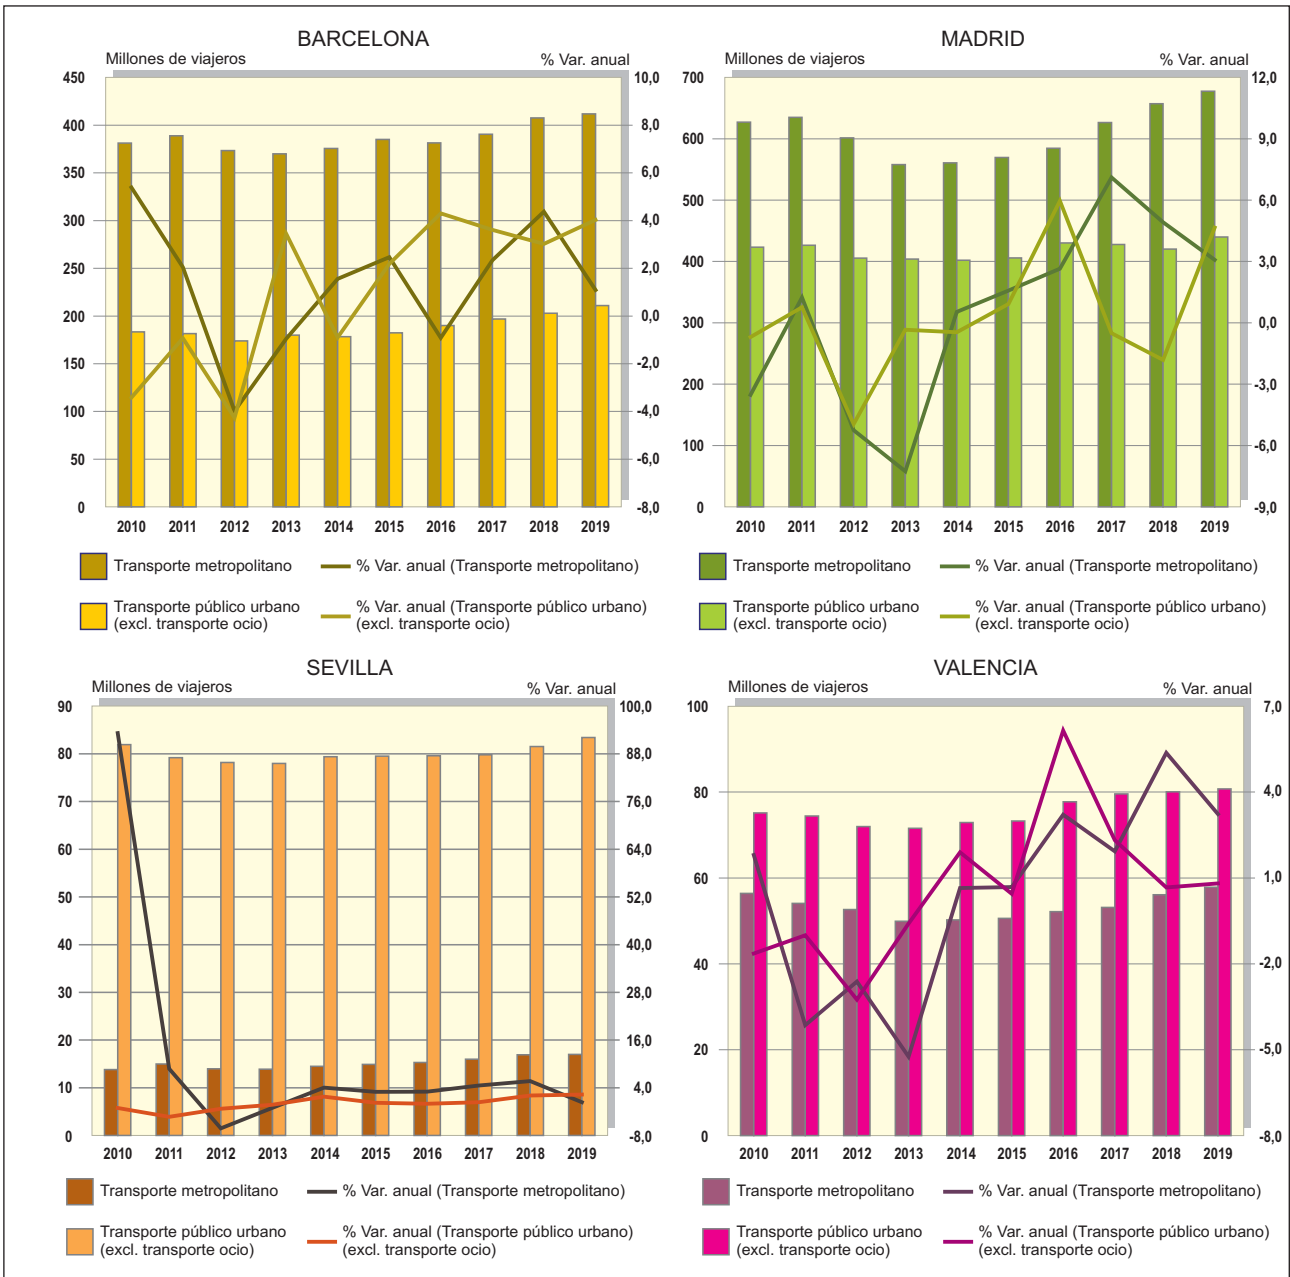 BARCELONA
Millones de viajeros
% Var. anual
450
400
350
300
250
200
150
100
50
0
10,0
8,0
6,0
4,0
2,0
0,0
-2,0
-4,0
-6,0
-8,0
2010 2011 2012 2013 2014 2015 2016 2017 2018 2019
Transporte metropolitano
% Var. anual (Transporte metropolitano)
Transporte público urbano
(excl. transporte ocio)
% Var. anual (Transporte público urbano)
(excl. transporte ocio)
MADRID
Millones de viajeros
% Var. anual
700
600
500
400
300
200
100
0
12,0
9,0
6,0
3,0
0,0
-3,0
-6,0
-9,0
2010 2011 2012 2013 2014 2015 2016 2017 2018 2019
Transporte metropolitano
% Var. anual (Transporte metropolitano)
Transporte público urbano
(excl. transporte ocio)
% Var. anual (Transporte público urbano)
(excl. transporte ocio)
SEVILLA
Millones de viajeros
% Var. anual
90
80
70
60
50
40
30
20
10
0
100,0
88,0
76,0
64,0
52,0
40,0
28,0
16,0
4,0
-8,0
2010 2011 2012 2013 2014 2015 2016 2017 2018 2019
Transporte metropolitano
% Var. anual (Transporte metropolitano)
Transporte público urbano
(excl. transporte ocio)
% Var. anual (Transporte público urbano)
(excl. transporte ocio)
VALENCIA
Millones de viajeros
% Var. anual
100
80
60
40
20
0
7,0
4,0
1,0
-2,0
-5,0
-8,0
2010 2011 2012 2013 2014 2015 2016 2017 2018 2019
Transporte metropolitano
% Var. anual (Transporte metropolitano)
Transporte público urbano
(excl. transporte ocio)
% Var. anual (Transporte público urbano)
(excl. transporte ocio)